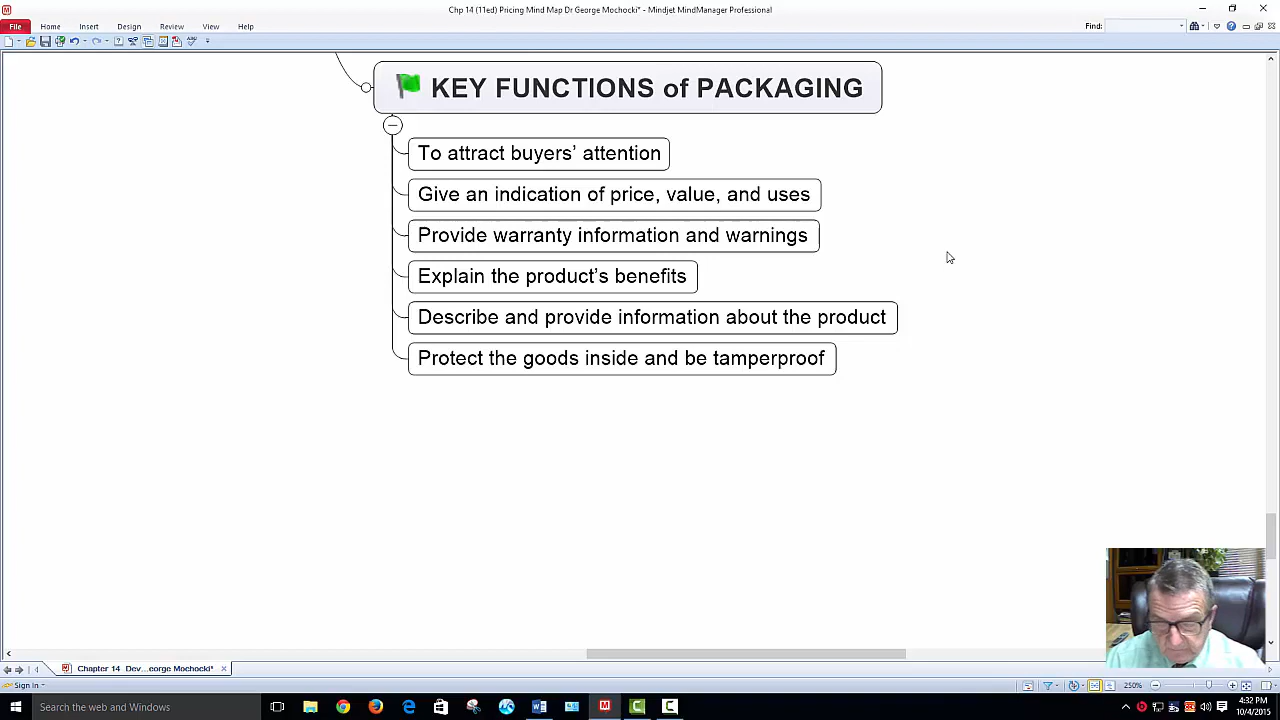 Chp 14 (11ed) Pricing Mind Map Dr George Mochocki* - Mindjet MindManager Professional
File Home Insert Design Review View Help Find:
KEY FUNCTIONS of PACKAGING
To attract buyers’ attention
Give an indication of price, value, and uses
Provide warranty information and warnings
Explain the product’s benefits
Describe and provide information about the product
Protect the goods inside and be tamperproof
Chapter 14 Dev...eorge Mochocki*
Sign In 250%
Search the web and Windows
4:32 PM
10/4/2015